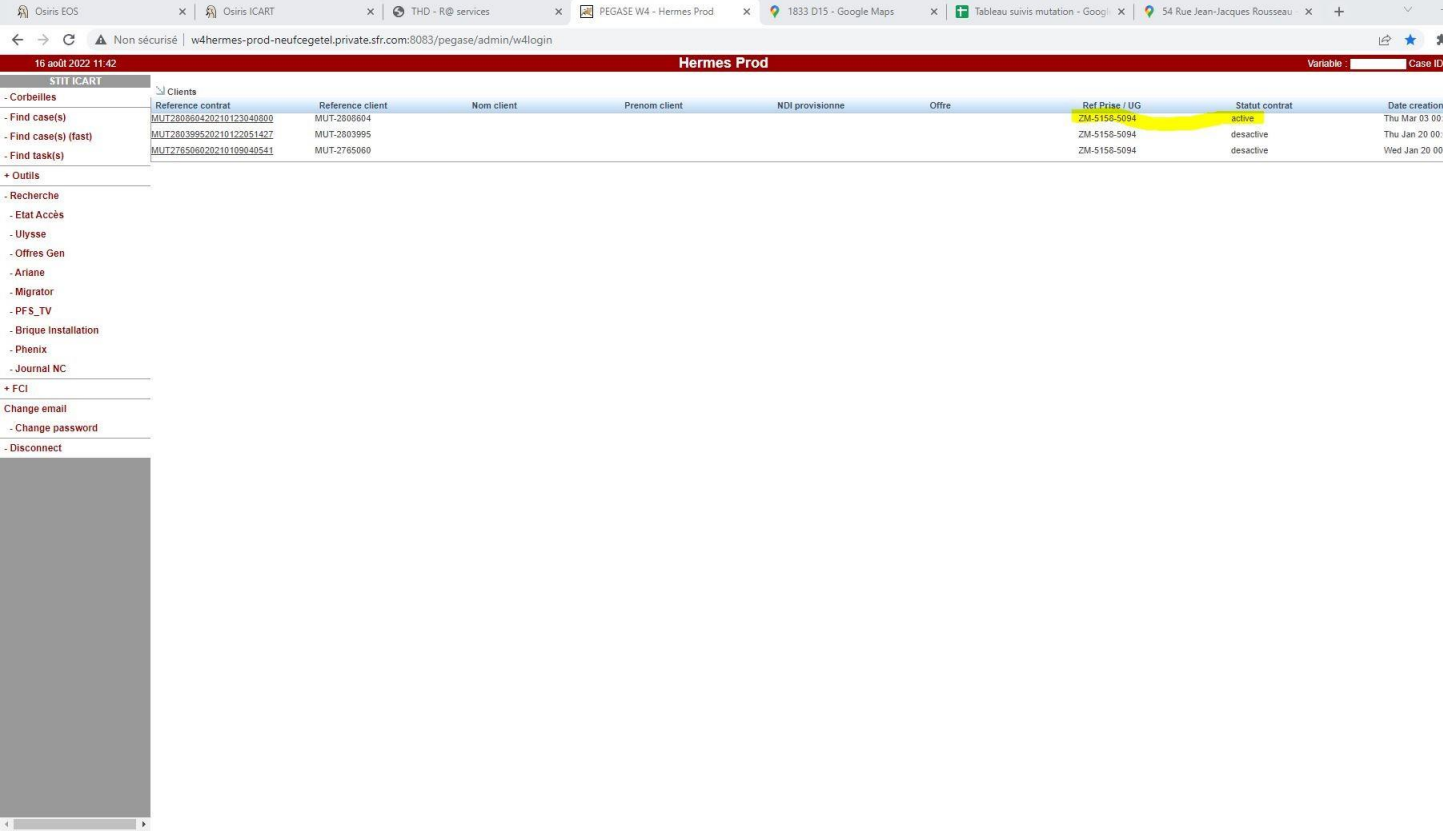 Osiris EOS
Osiris ICART
THD - R@ services
PEGASE W4 - Hermes Prod
1833 D15 - Google Maps
Tableau suivis mutation - Googl
54 Rue Jean-Jacques Rousseau
Non sécurisé | w4hermes-prod-neufcegetel.private.sfr.com:8083/pegase/admin/w4login
16 août 2022 11:42 Hermes Prod Variable : Case ID
STIT ICART
- Corbeilles
- Find case(s)
- Find case(s) (fast)
- Find task(s)
+ Outils
- Recherche
- Etat Accès
- Ulysse
- Offres Gen
- Ariane
- Migrator
- PFS_TV
- Brique Installation
- Phenix
- Journal NC
+ FCI
Change email
- Change password
- Disconnect
Clients
Reference contrat Reference client Nom client Prenom client NDI provisionne Offre Ref Prise / UG Statut contrat Date creation
MUT280860420210123040800 MUT-2808604 ZM-5158-5094 active Thu Mar 03 00:
MUT280399520210122051427 MUT-2803995 ZM-5158-5094 desactive Thu Jan 20 00:
MUT276506020210109040541 MUT-2765060 ZM-5158-5094 desactive Wed Jan 20 00